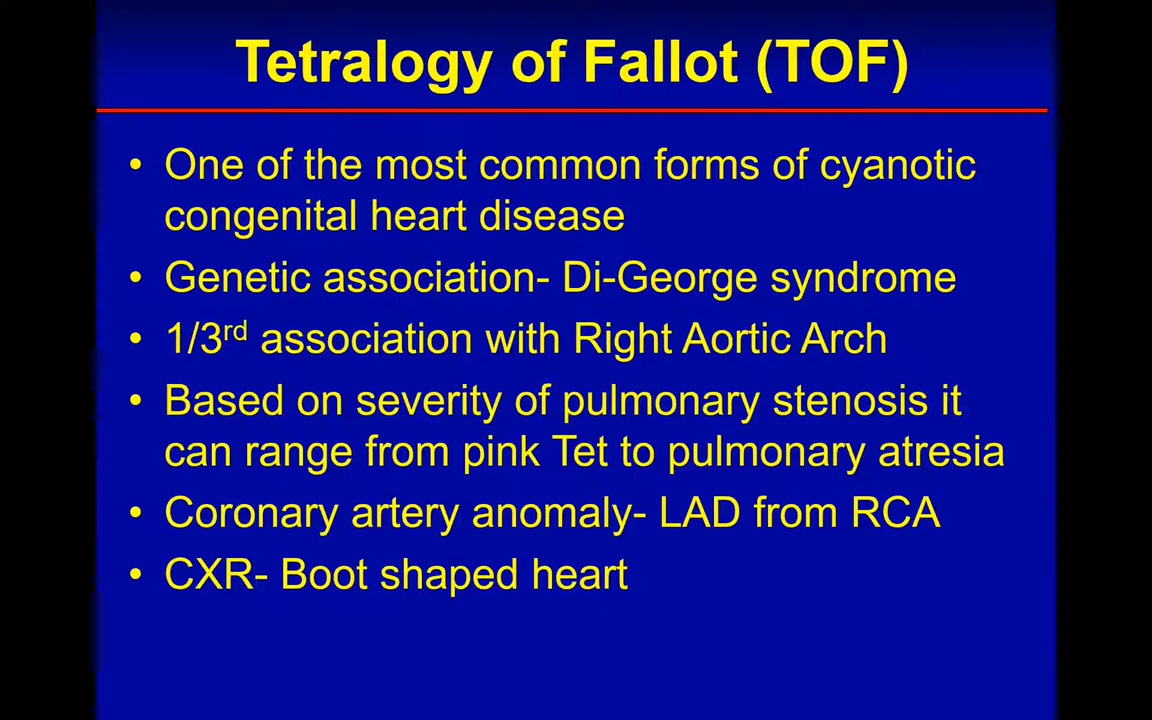 Tetralogy of Fallot (TOF)
• One of the most common forms of cyanotic
congenital heart disease
• Genetic association- Di-George syndrome
• 1/3rd association with Right Aortic Arch
• Based on severity of pulmonary stenosis it
can range from pink Tet to pulmonary atresia
• Coronary artery anomaly- LAD from RCA
• CXR- Boot shaped heart